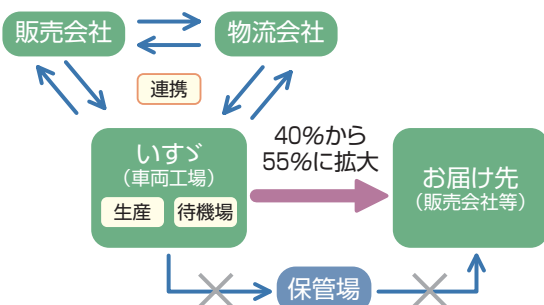 販売会社
物流会社
連携
いすゞ
（車両工場）
生産
待機場
40%から
55%に拡大
お届け先
（販売会社等）
保管場